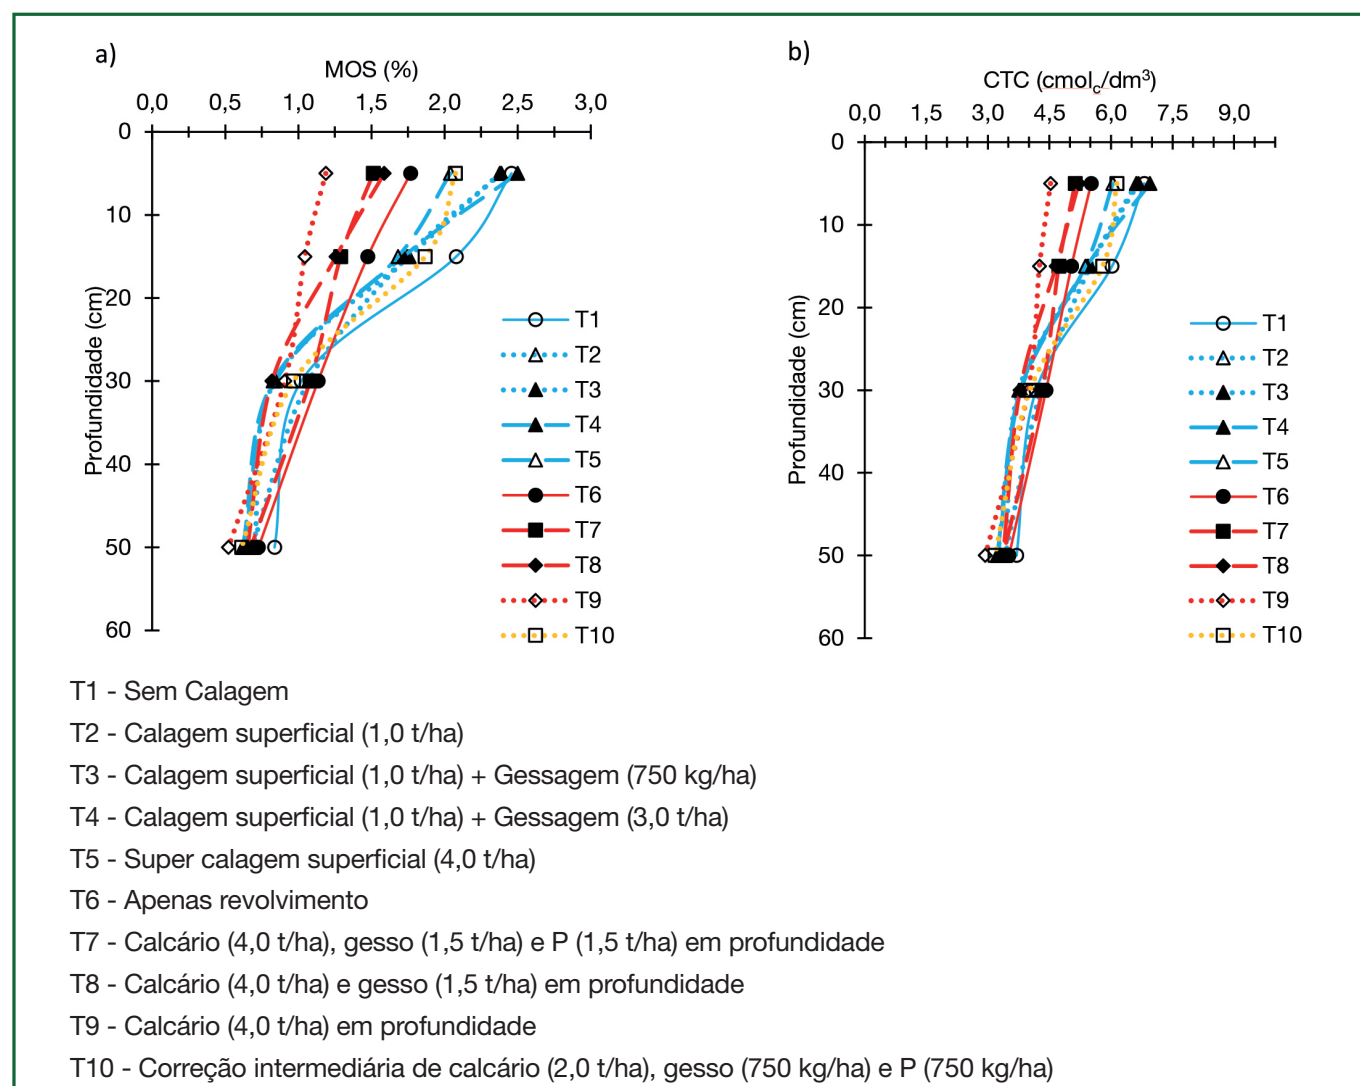 a)
MOS (%)
0,0 0,5 1,0 1,5 2,0 2,5 3,0
0
10
20
30
40
50
60
Profundidade (cm)
T1
T2
T3
T4
T5
T6
T7
T8
T9
T10
b)
CTC (cmolc/dm³)
0,0 1,5 3,0 4,5 6,0 7,5 9,0
0
10
20
30
40
50
60
Profundidade (cm)
T1
T2
T3
T4
T5
T6
T7
T8
T9
T10
T1 - Sem Calagem
T2 - Calagem superficial (1,0 t/ha)
T3 - Calagem superficial (1,0 t/ha) + Gessagem (750 kg/ha)
T4 - Calagem superficial (1,0 t/ha) + Gessagem (3,0 t/ha)
T5 - Super calagem superficial (4,0 t/ha)
T6 - Apenas revolvimento
T7 - Calcário (4,0 t/ha), gesso (1,5 t/ha) e P (1,5 t/ha) em profundidade
T8 - Calcário (4,0 t/ha) e gesso (1,5 t/ha) em profundidade
T9 - Calcário (4,0 t/ha) em profundidade
T10 - Correção intermediária de calcário (2,0 t/ha), gesso (750 kg/ha) e P (750 kg/ha)